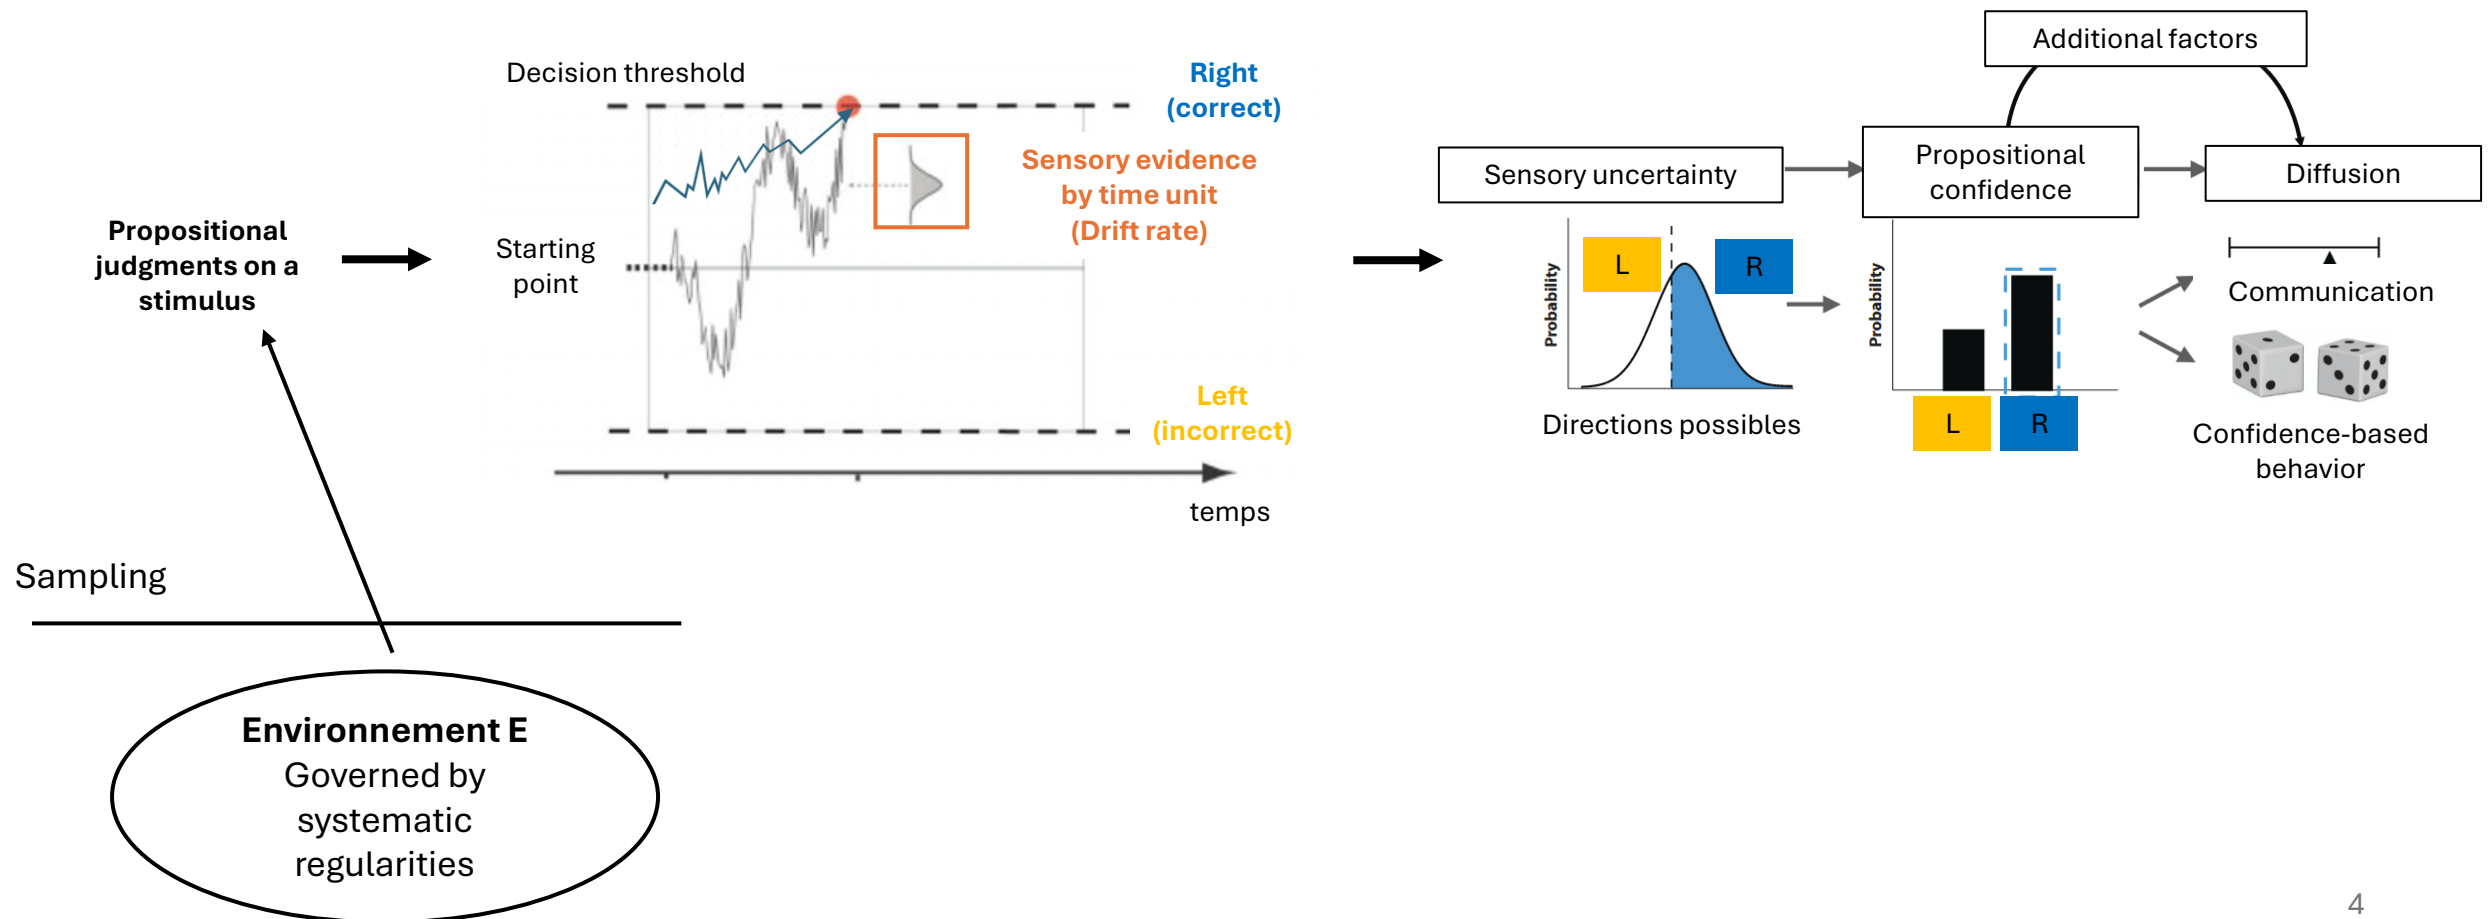 Propositional
judgments on a
stimulus
Decision threshold
Starting
point
Right
(correct)
Sensory evidence
by time unit
(Drift rate)
Left
(incorrect)
temps
Sampling
Environnement E
Governed by
systematic
regularities
Additional factors
Sensory uncertainty
Propositional
confidence
Diffusion
Probability
L
R
Directions possibles
Probability
L
R
Communication
Confidence-based
behavior
4